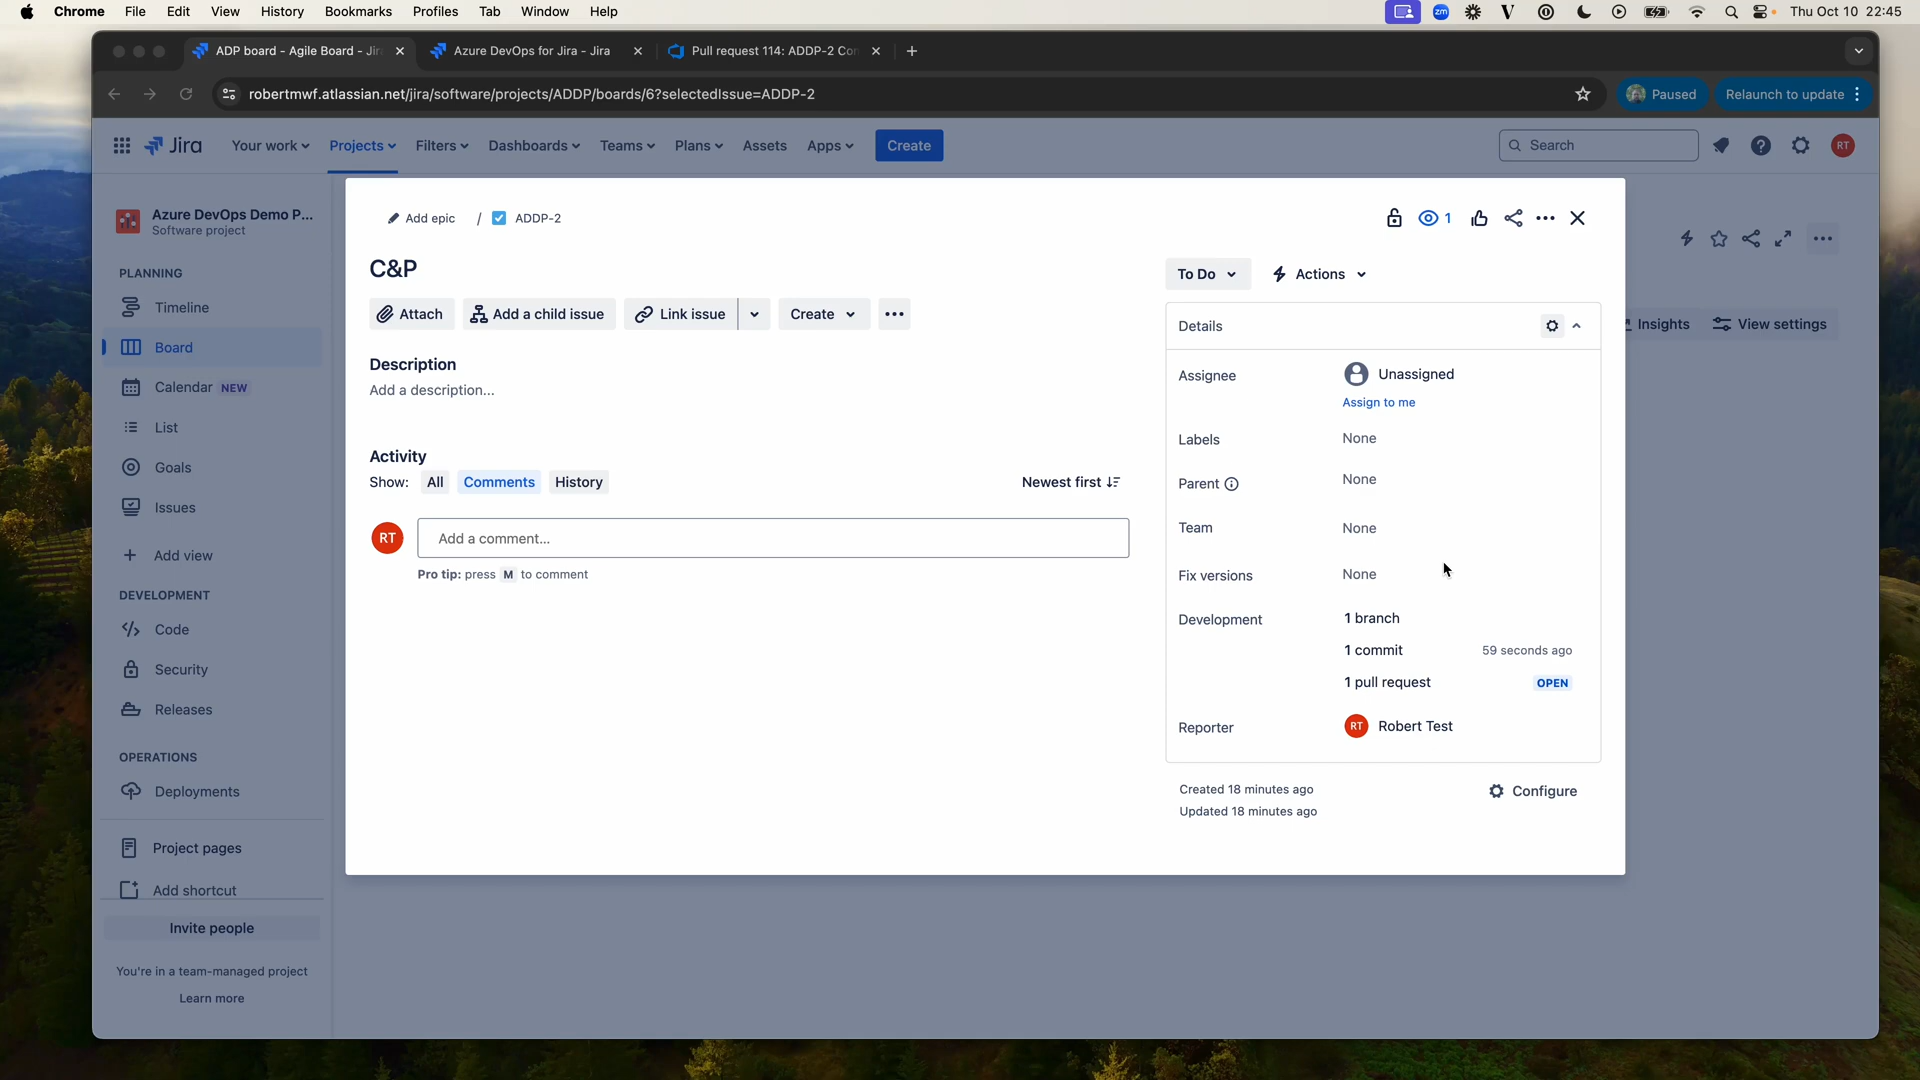 Chrome File Edit View History Bookmarks Profiles Tab Window Help
zm V Thu Oct 10 22:45
ADP board - Agile Board - Jir
Azure DevOps for Jira - Jira
Pull request 114: ADDP-2 Con
robertmwf.atlassian.net/jira/software/projects/ADDP/boards/6?selectedIssue=ADDP-2
Paused
Relaunch to update
Jira
Your work Projects Filters Dashboards Teams Plans Assets Apps Create
Search
RT
Azure DevOps Demo P...
Software project
PLANNING
Timeline
Board
Calendar NEW
List
Goals
Issues
Add view
DEVELOPMENT
Code
Security
Releases
OPERATIONS
Deployments
Project pages
Add shortcut
Invite people
You're in a team-managed project
Learn more
Add epic / ADDP-2
1
C&P
Attach Add a child issue Link issue Create
Description
Add a description...
Activity
Show: All Comments History
Newest first
RT Add a comment...
Pro tip: press M to comment
To Do Actions
Details
Assignee Unassigned
Assign to me
Labels None
Parent None
Team None
Fix versions None
Development 1 branch
1 commit 59 seconds ago
1 pull request OPEN
Reporter RT Robert Test
Created 18 minutes ago
Updated 18 minutes ago
Configure
Insights View settings